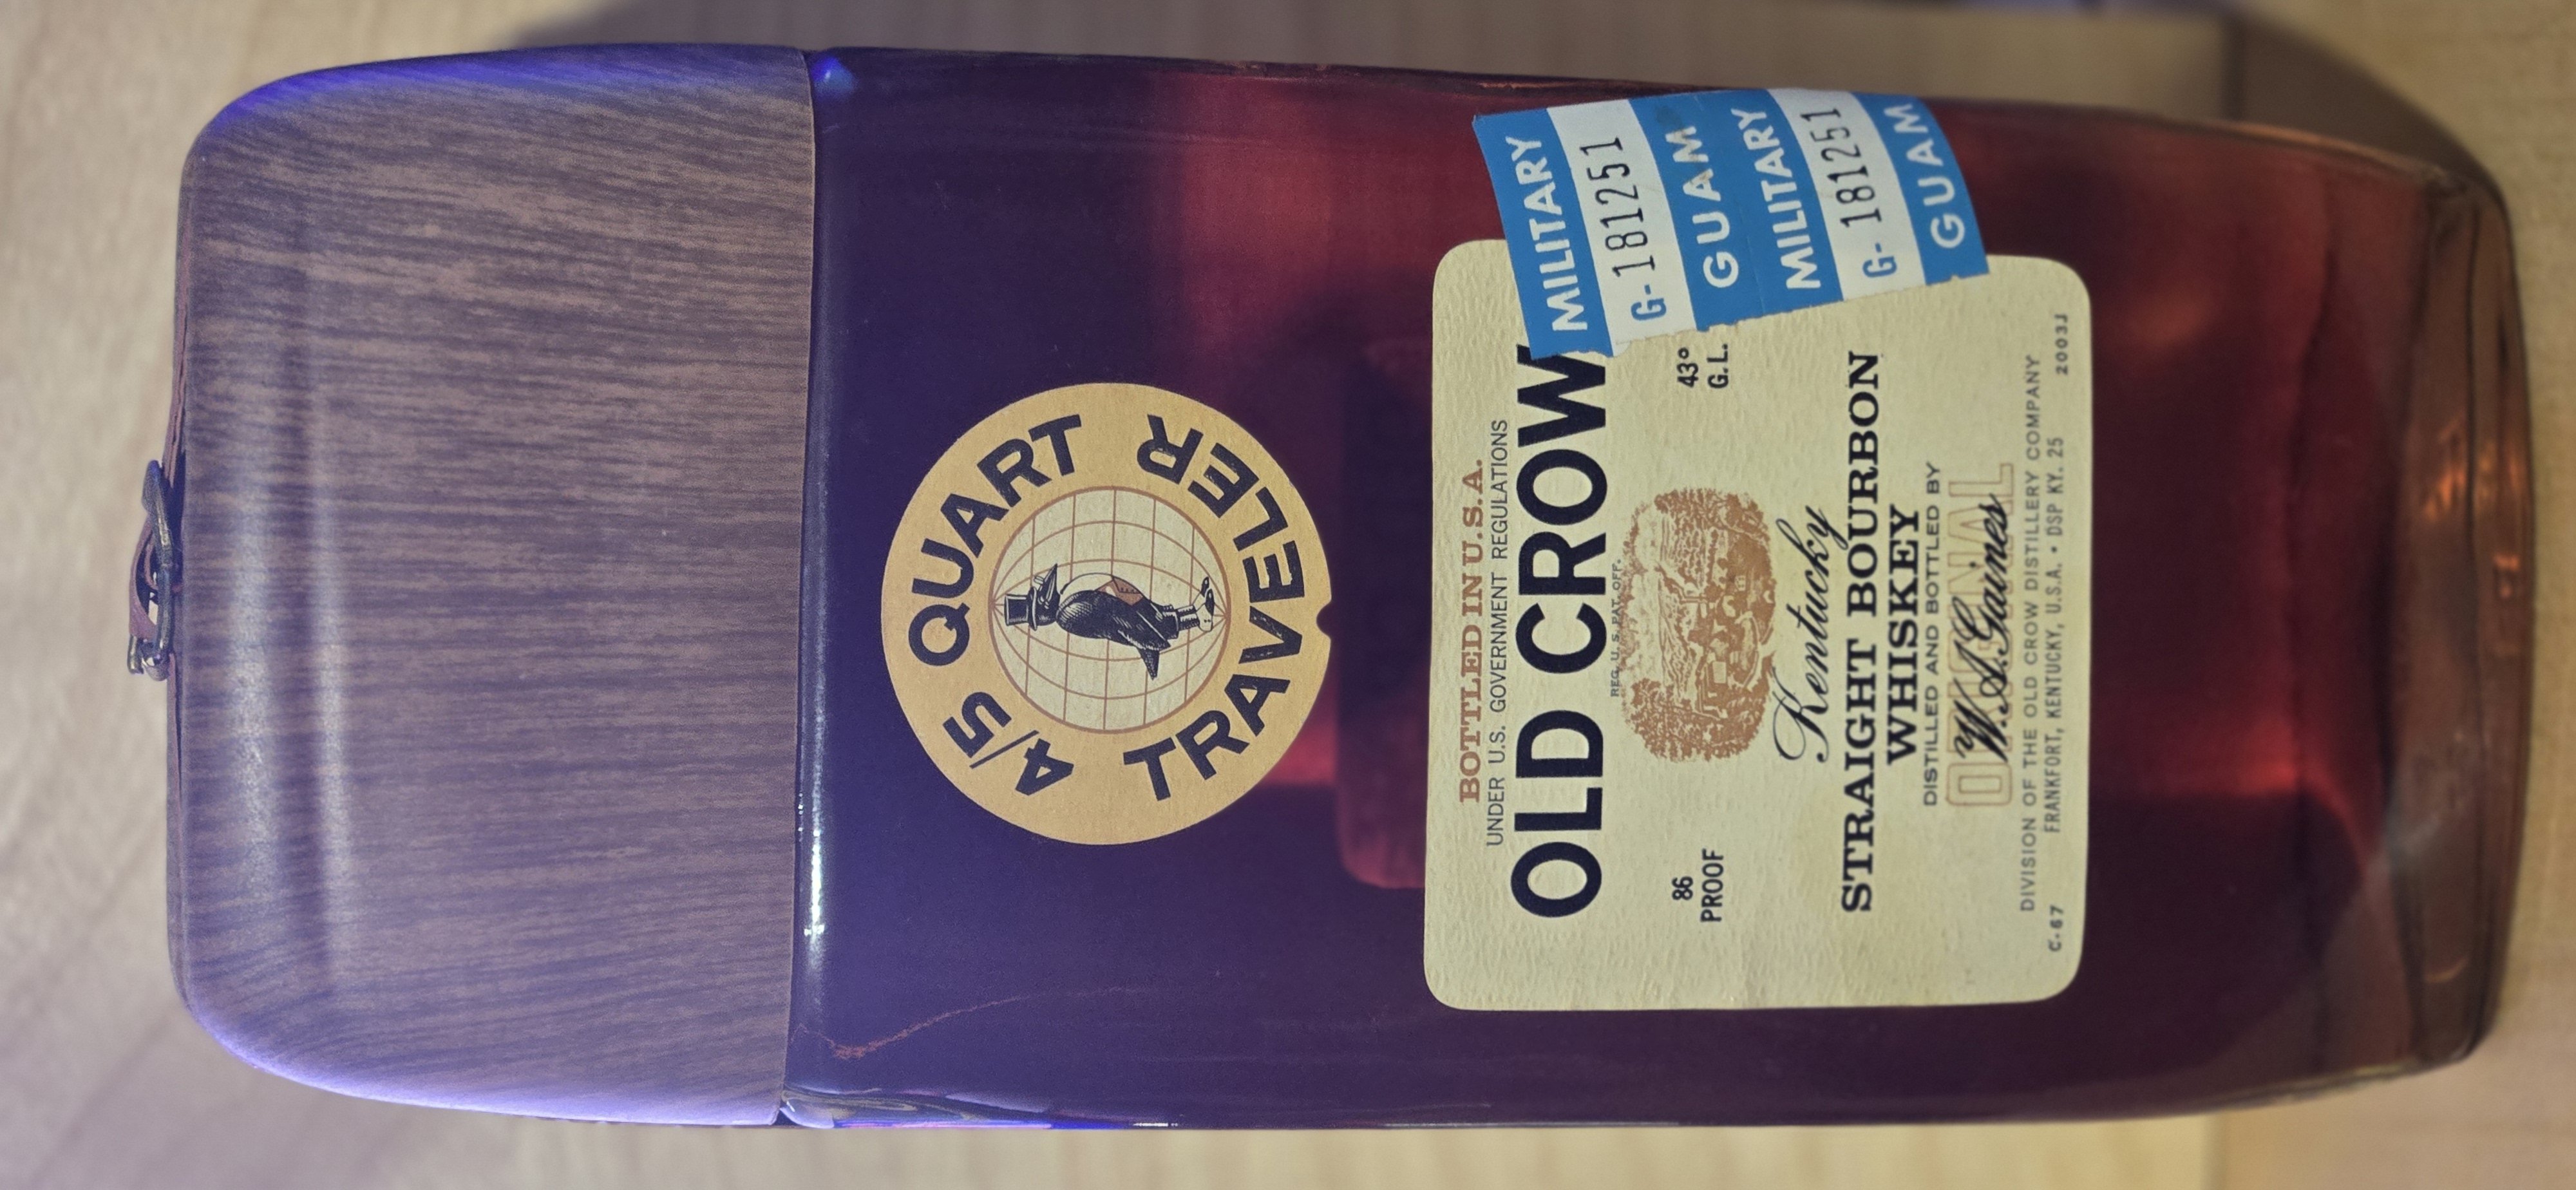 4/5 QUART
TRAVELER
MILITARY
G-181251
GUAM
MILITARY
G-181251
GUAM
BOTTLED IN U.S.A.
UNDER U.S. GOVERNMENT REGULATIONS
OLD CROW
REG. U. S. PAT. OFF.
86 PROOF
43° G.L.
Kentucky
STRAIGHT BOURBON
WHISKEY
DISTILLED AND BOTTLED BY
ORIGINAL
W.A.Gaines
DIVISION OF THE OLD CROW DISTILLERY COMPANY
FRANKFORT, KENTUCKY, U.S.A. • DSP KY. 25
C-67
2003J